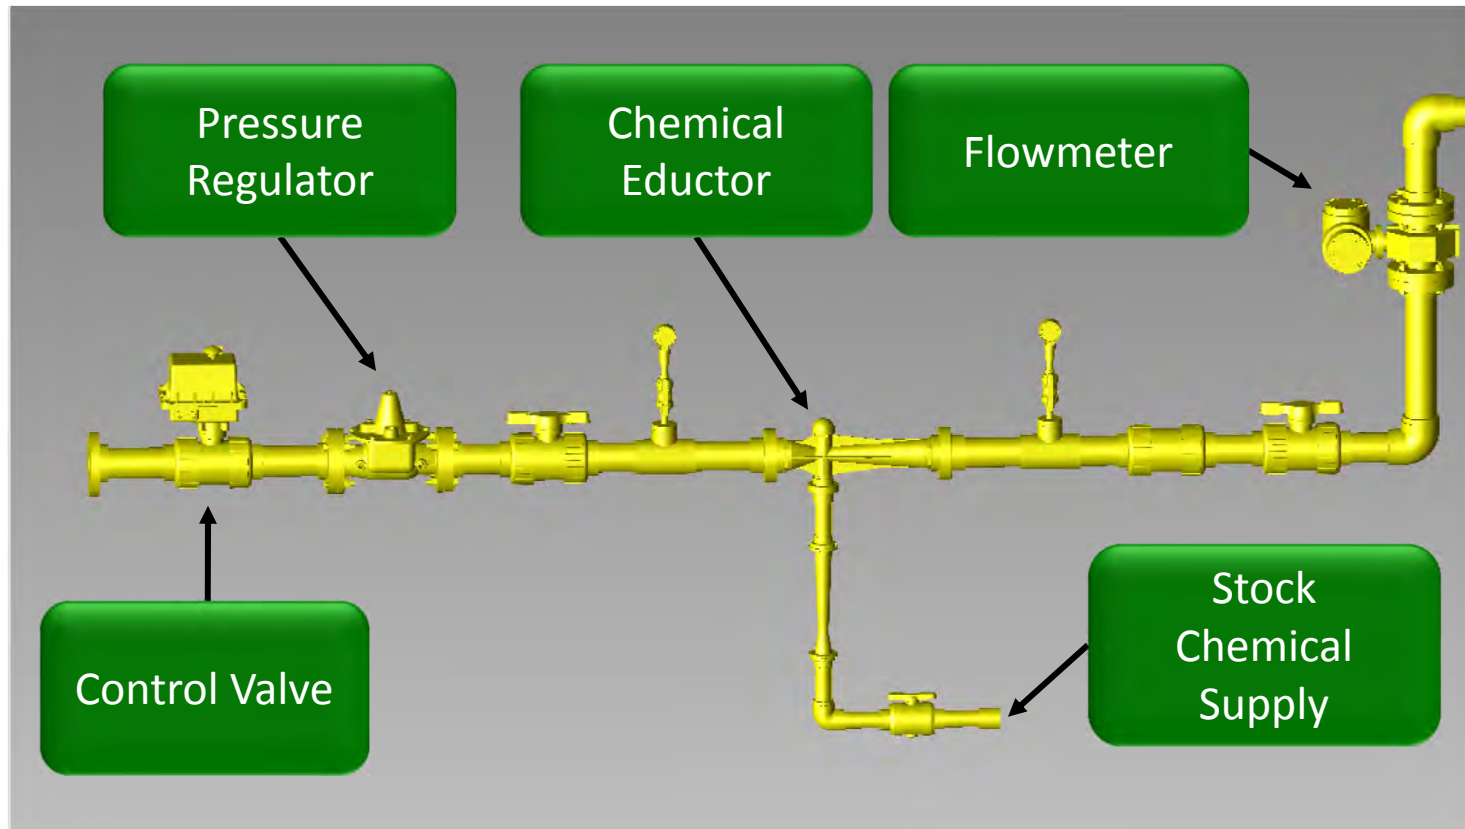 Pressure
Regulator
Chemical
Eductor
Flowmeter
Control Valve
Stock
Chemical
Supply